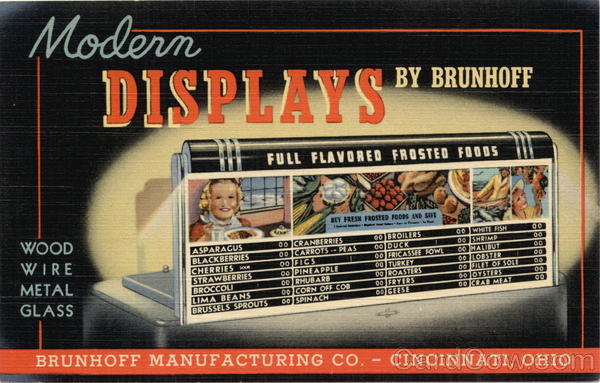 Modern
DISPLAYS BY BRUNHOFF
FULL FLAVORED FROSTED FOODS
BUY FRESH FROSTED FOODS AND SAVE
ASPARAGUS 00
BLACKBERRIES 00
CHERRIES 00
STRAWBERRIES 00
BROCCOLI 00
LIMA BEANS 00
BRUSSELS SPROUTS 00
CRANBERRIES 00
CARROTS & PEAS 00
FIGS 00
PINEAPPLE 00
RHUBARB 00
CORN OFF COB 00
SPINACH 00
BROILERS 00
DUCK 00
FRICASSEE FOWL 00
TURKEY 00
ROASTERS 00
FRYERS 00
GEESE 00
WHITE FISH 00
SHRIMP 00
HALIBUT 00
LOBSTER 00
FILET OF SOLE 00
OYSTERS 00
CRAB MEAT 00
WOOD
WIRE
METAL
GLASS
BRUNHOFF MANUFACTURING CO. – CINCINNATI, OHIO
CardCow.com